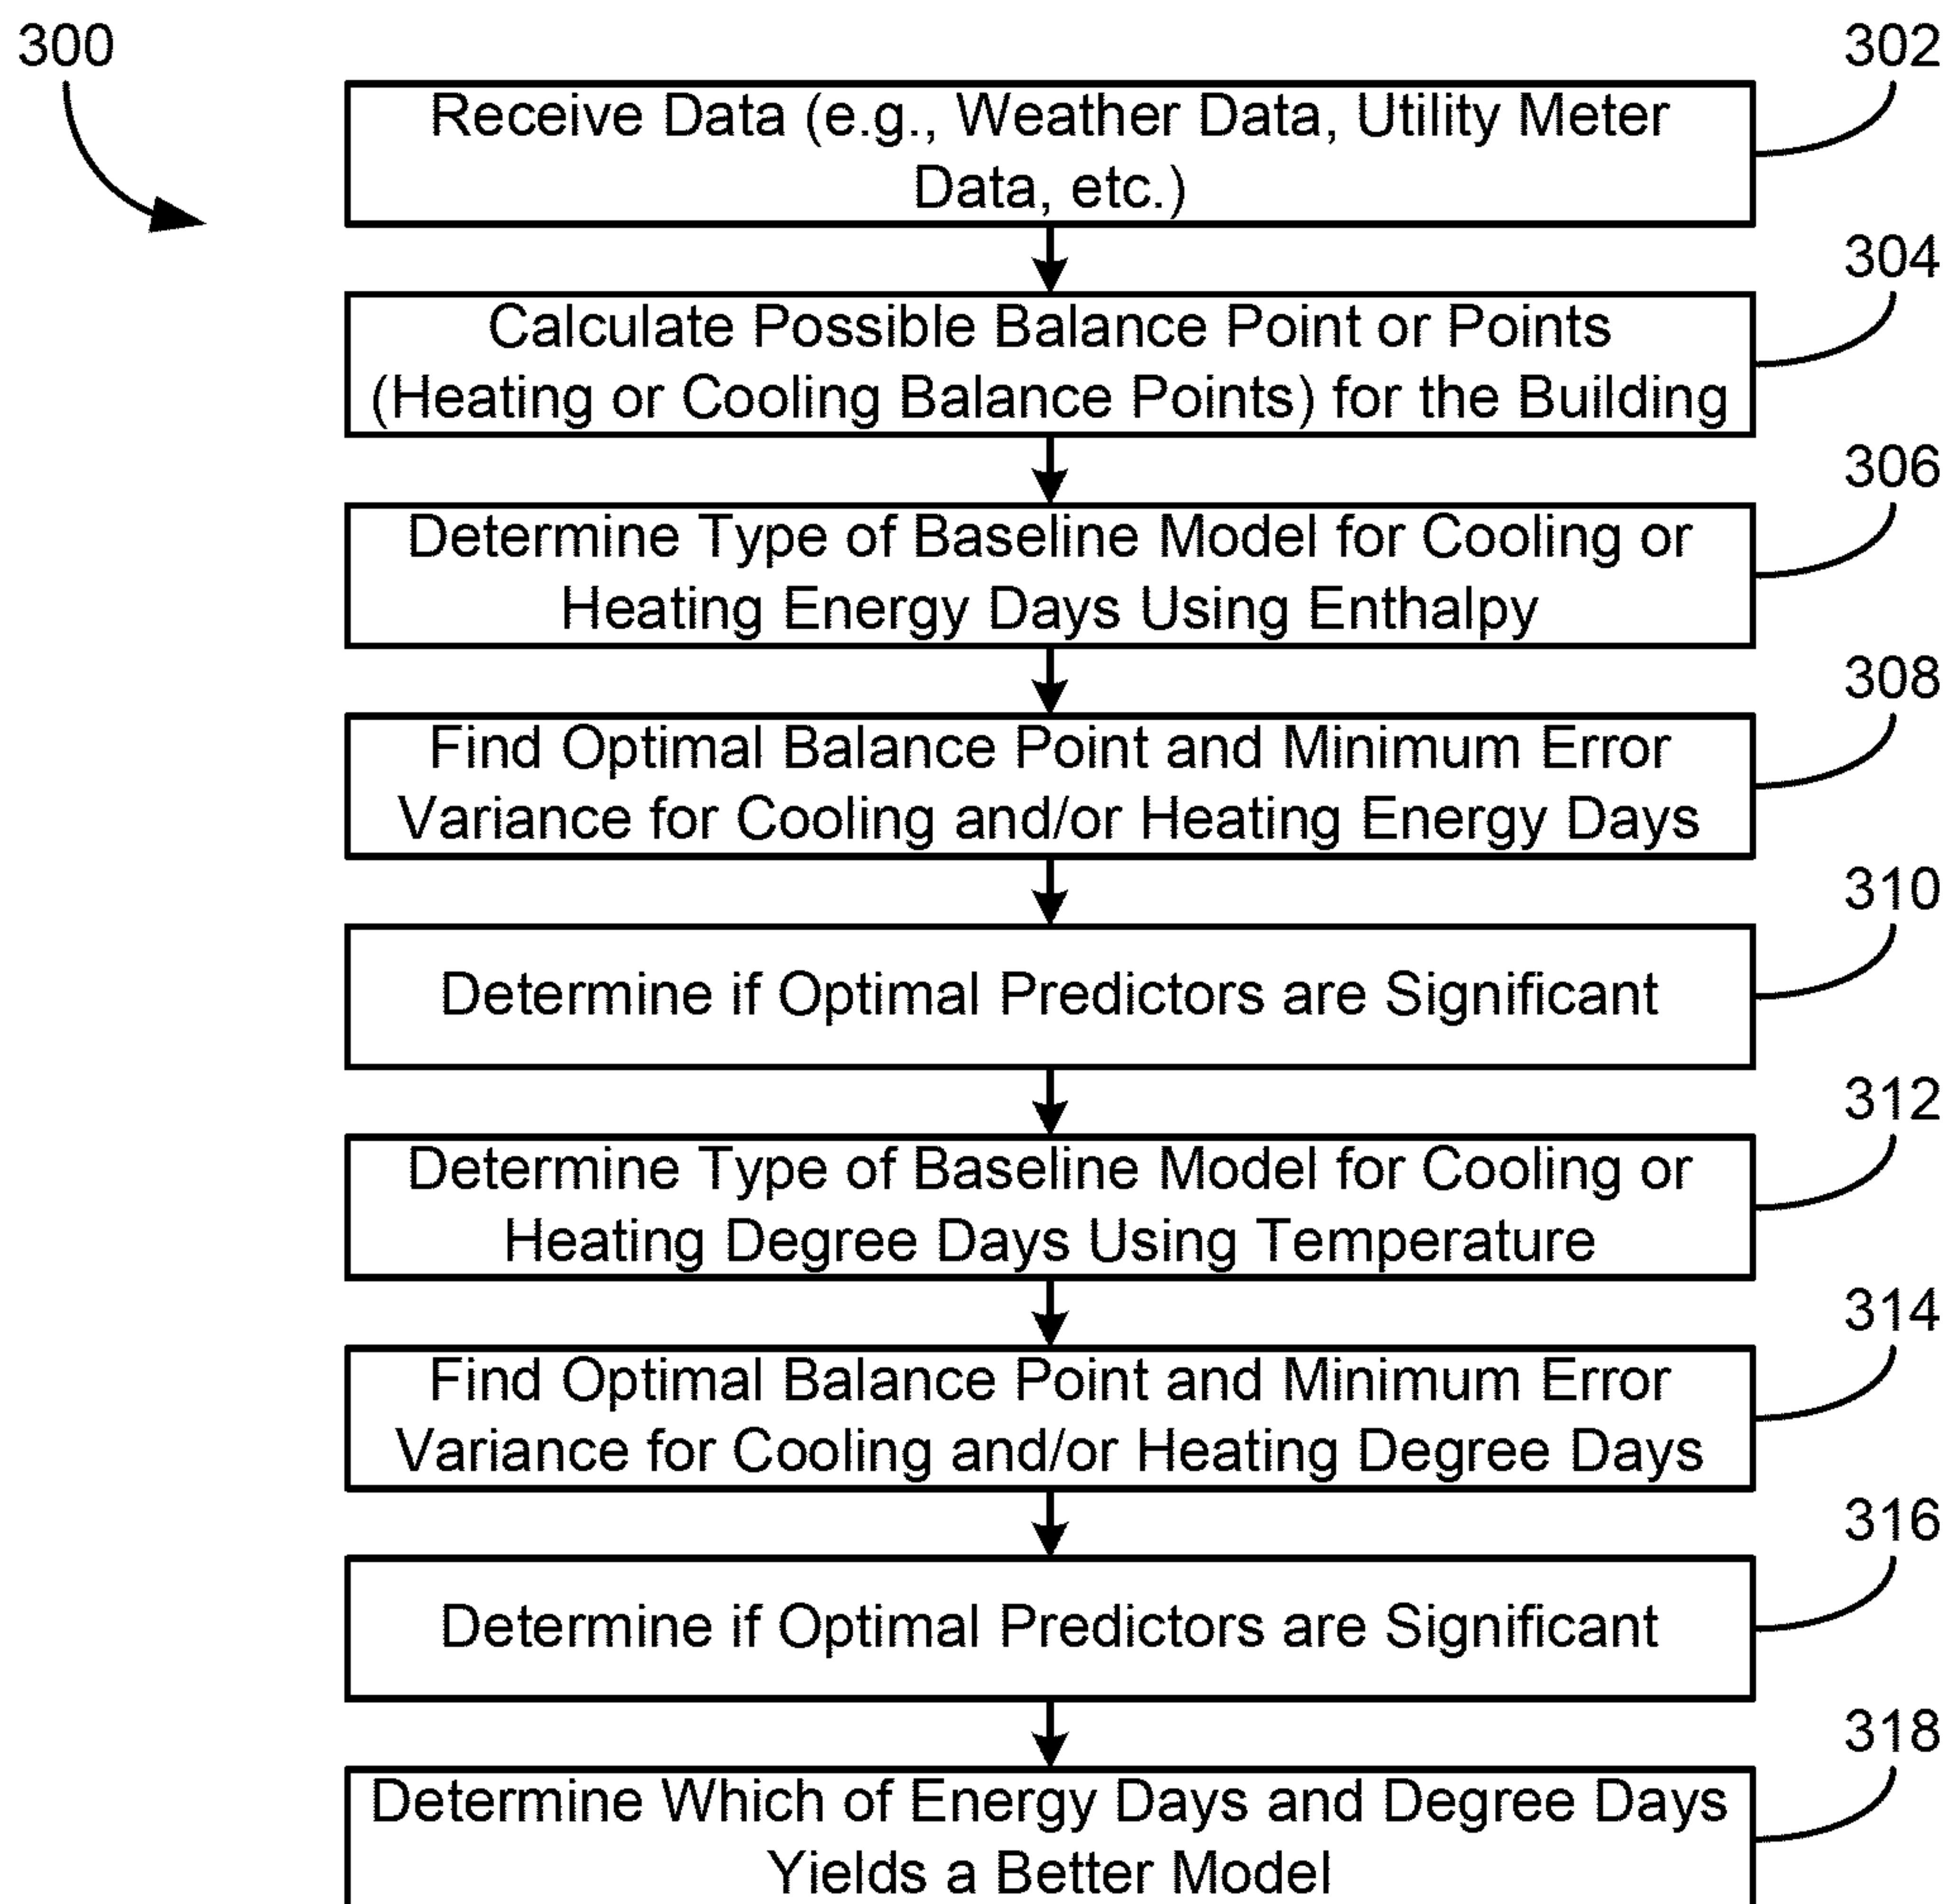 300
302
Receive Data (e.g., Weather Data, Utility Meter
Data, etc.)
304
Calculate Possible Balance Point or Points
(Heating or Cooling Balance Points) for the Building
306
Determine Type of Baseline Model for Cooling or
Heating Energy Days Using Enthalpy
308
Find Optimal Balance Point and Minimum Error
Variance for Cooling and/or Heating Energy Days
310
Determine if Optimal Predictors are Significant
312
Determine Type of Baseline Model for Cooling or
Heating Degree Days Using Temperature
314
Find Optimal Balance Point and Minimum Error
Variance for Cooling and/or Heating Degree Days
316
Determine if Optimal Predictors are Significant
318
Determine Which of Energy Days and Degree Days
Yields a Better Model